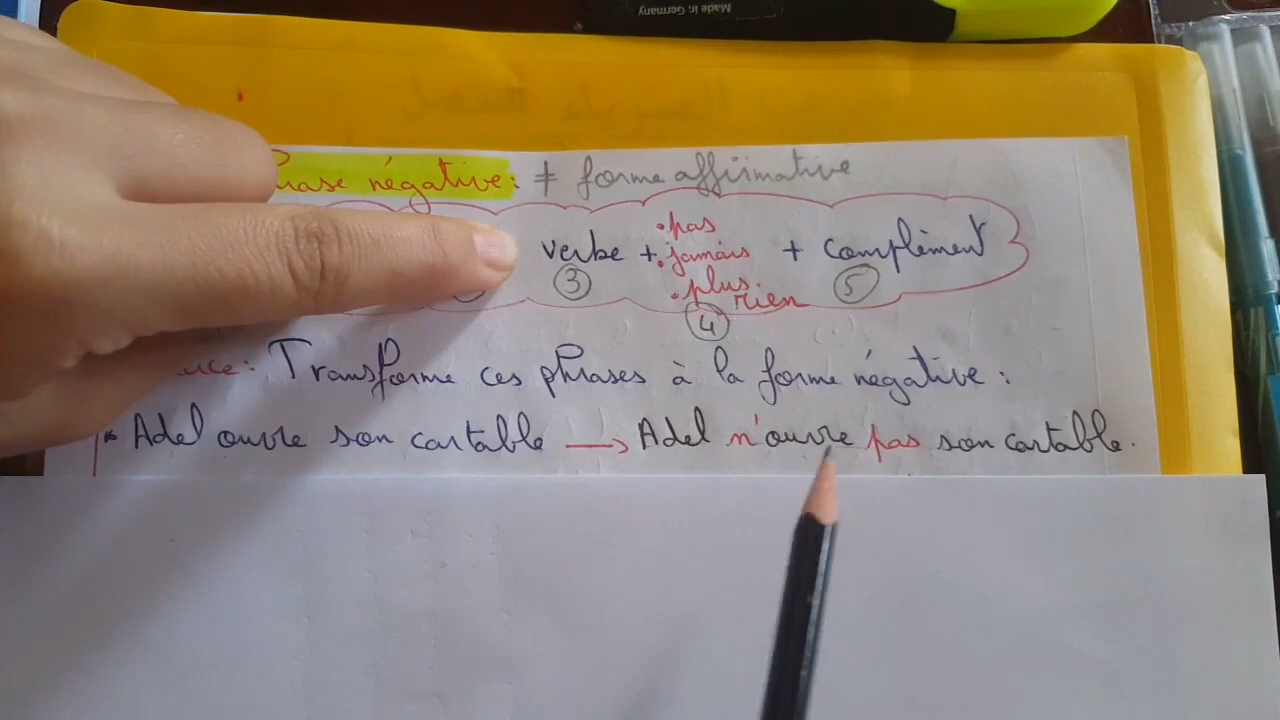 Made in Germany
phrase négative: ≠ forme affirmative
verbe + .pas .jamais .plus. rien + complément
③ ④ ⑤
Transforme ces phrases à la forme négative :
* Adel ouvre son cartable → Adel n'ouvre pas son cartable.